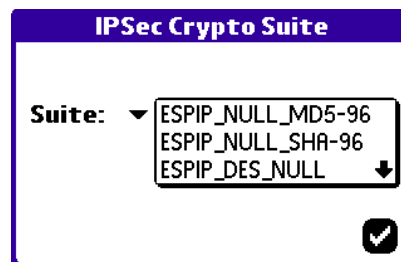 IPSec Crypto Suite
Suite: ESPIP_NULL_MD5-96
ESPIP_NULL_SHA-96
ESPIP_DES_NULL